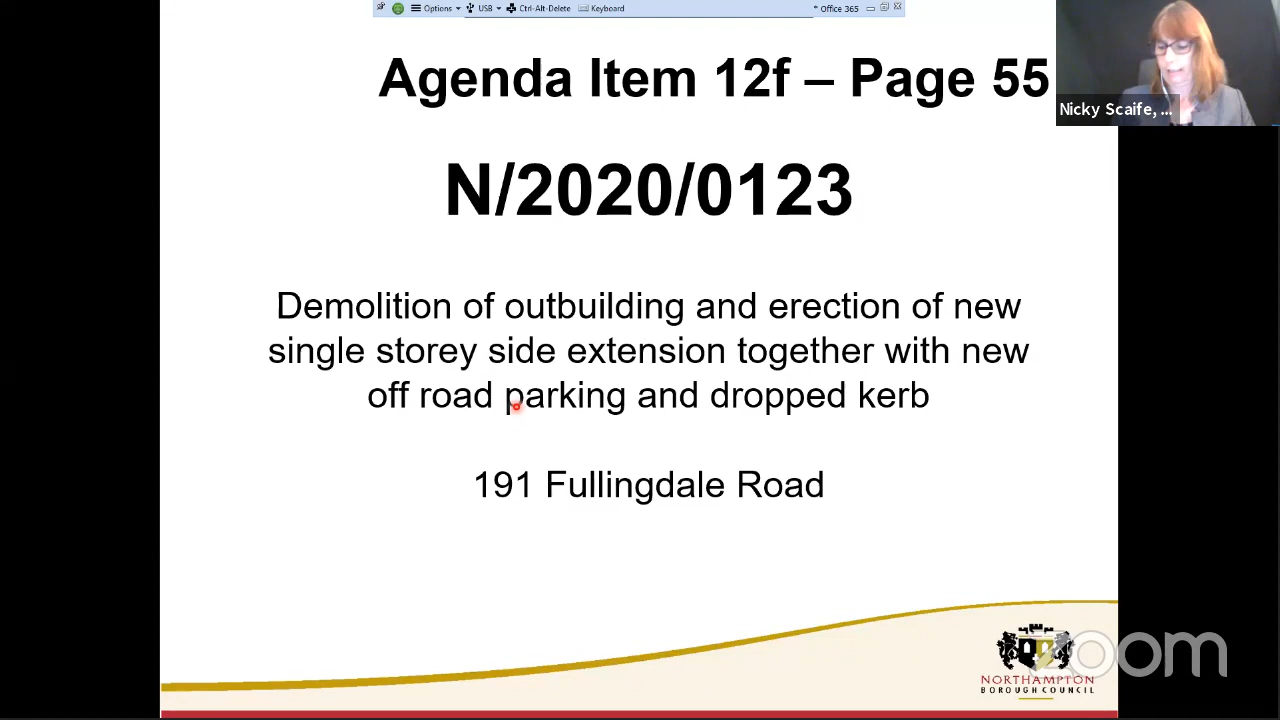 Options USB Ctrl-Alt-Delete Keyboard * Office 365
Agenda Item 12f – Page 55
Nicky Scaife, ...
N/2020/0123
Demolition of outbuilding and erection of new
single storey side extension together with new
off road parking and dropped kerb
191 Fullingdale Road
zoom
NORTHAMPTON
BOROUGH COUNCIL